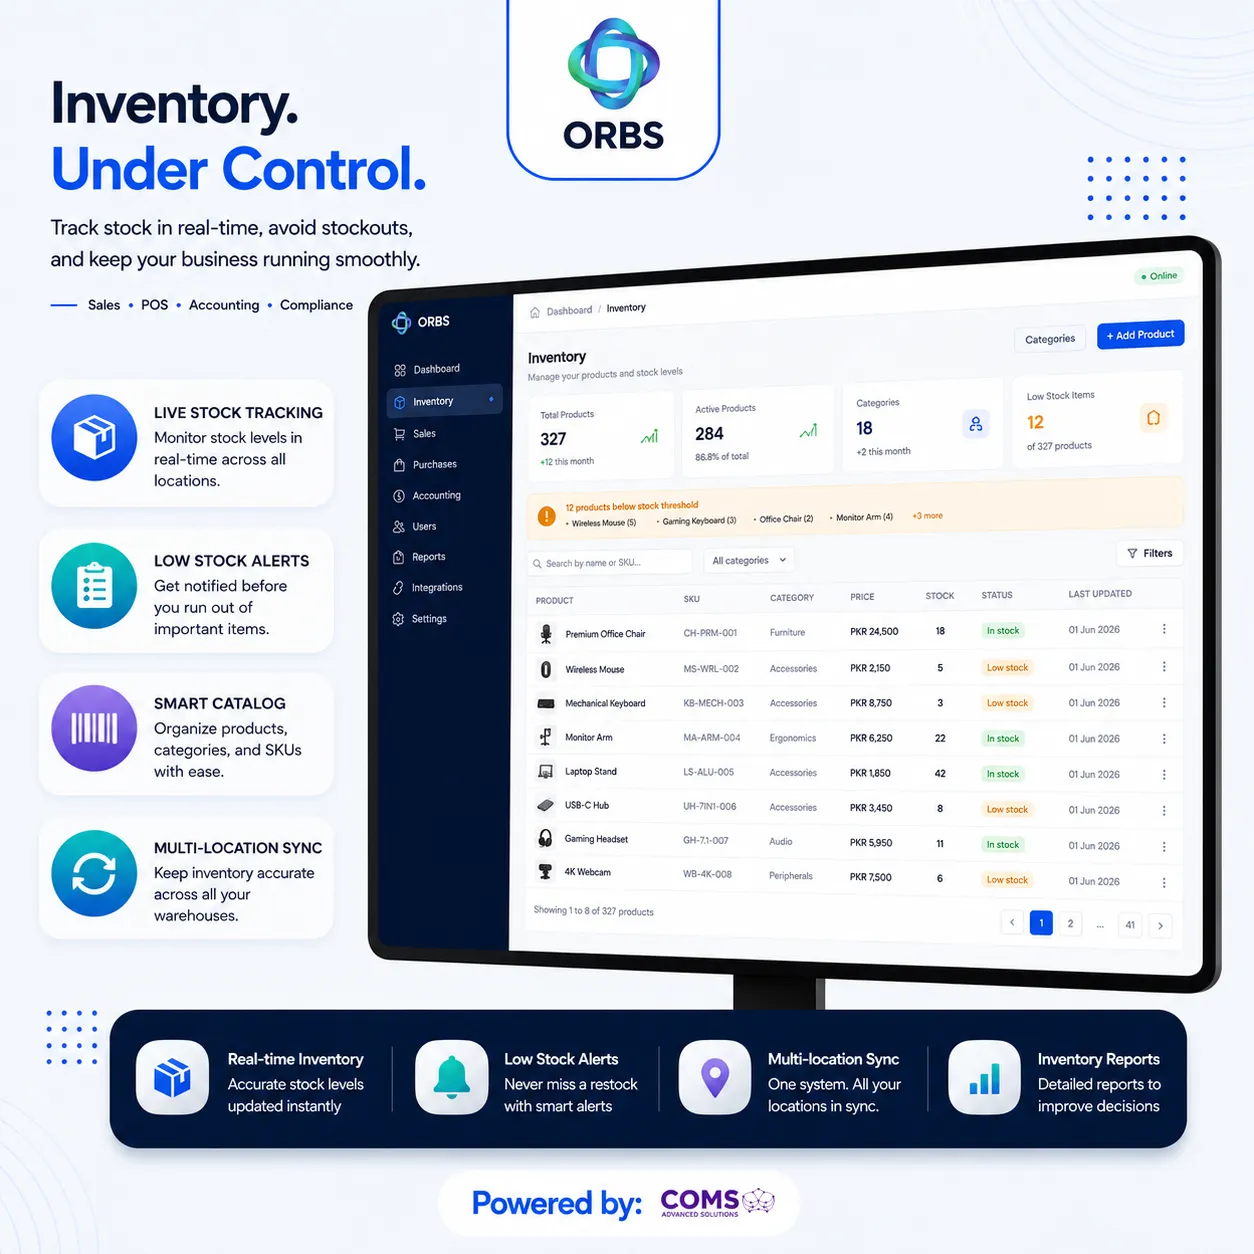 ORBS
Inventory.
Under Control.
Track stock in real-time, avoid stockouts,
and keep your business running smoothly.
Sales • POS • Accounting • Compliance
LIVE STOCK TRACKING
Monitor stock levels in
real-time across all
locations.
LOW STOCK ALERTS
Get notified before
you run out of
important items.
SMART CATALOG
Organize products,
categories, and SKUs
with ease.
MULTI-LOCATION SYNC
Keep inventory accurate
across all your
warehouses.
ORBS
Dashboard
Inventory
Sales
Purchases
Accounting
Users
Reports
Integrations
Settings
Dashboard / Inventory
Online
Inventory
Manage your products and stock levels
Categories
+ Add Product
Total Products
327
+12 this month
Active Products
284
86.8% of total
Categories
18
+2 this month
Low Stock Items
12
of 327 products
12 products below stock threshold
• Wireless Mouse (5) • Gaming Keyboard (3) • Office Chair (2) • Monitor Arm (4) +3 more
Search by name or SKU...
All categories
Filters
PRODUCT SKU CATEGORY PRICE STOCK STATUS LAST UPDATED
Premium Office Chair CH-PRM-001 Furniture PKR 24,500 18 In stock 01 Jun 2026
Wireless Mouse MS-WRL-002 Accessories PKR 2,150 5 Low stock 01 Jun 2026
Mechanical Keyboard KB-MECH-003 Accessories PKR 8,750 3 Low stock 01 Jun 2026
Monitor Arm MA-ARM-004 Ergonomics PKR 6,250 22 In stock 01 Jun 2026
Laptop Stand LS-ALU-005 Accessories PKR 1,850 42 In stock 01 Jun 2026
USB-C Hub UH-7IN1-006 Accessories PKR 3,450 8 Low stock 01 Jun 2026
Gaming Headset GH-7.1-007 Audio PKR 5,950 11 In stock 01 Jun 2026
4K Webcam WB-4K-008 Peripherals PKR 7,500 6 Low stock 01 Jun 2026
Showing 1 to 8 of 327 products
< 1 2 ... 41 >
Real-time Inventory
Accurate stock levels
updated instantly
Low Stock Alerts
Never miss a restock
with smart alerts
Multi-location Sync
One system. All your
locations in sync.
Inventory Reports
Detailed reports to
improve decisions
Powered by: COMS
ADVANCED SOLUTIONS